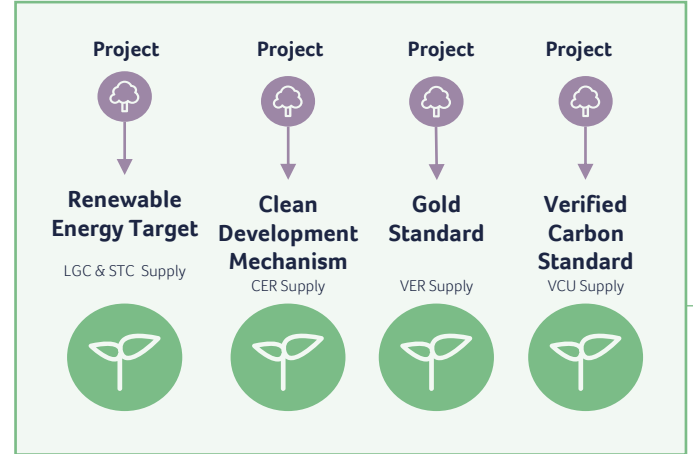 Project
Renewable
Energy Target
LGC & STC Supply
Project
Clean
Development
Mechanism
CER Supply
Project
Gold
Standard
VER Supply
Project
Verified
Carbon
Standard
VCU Supply